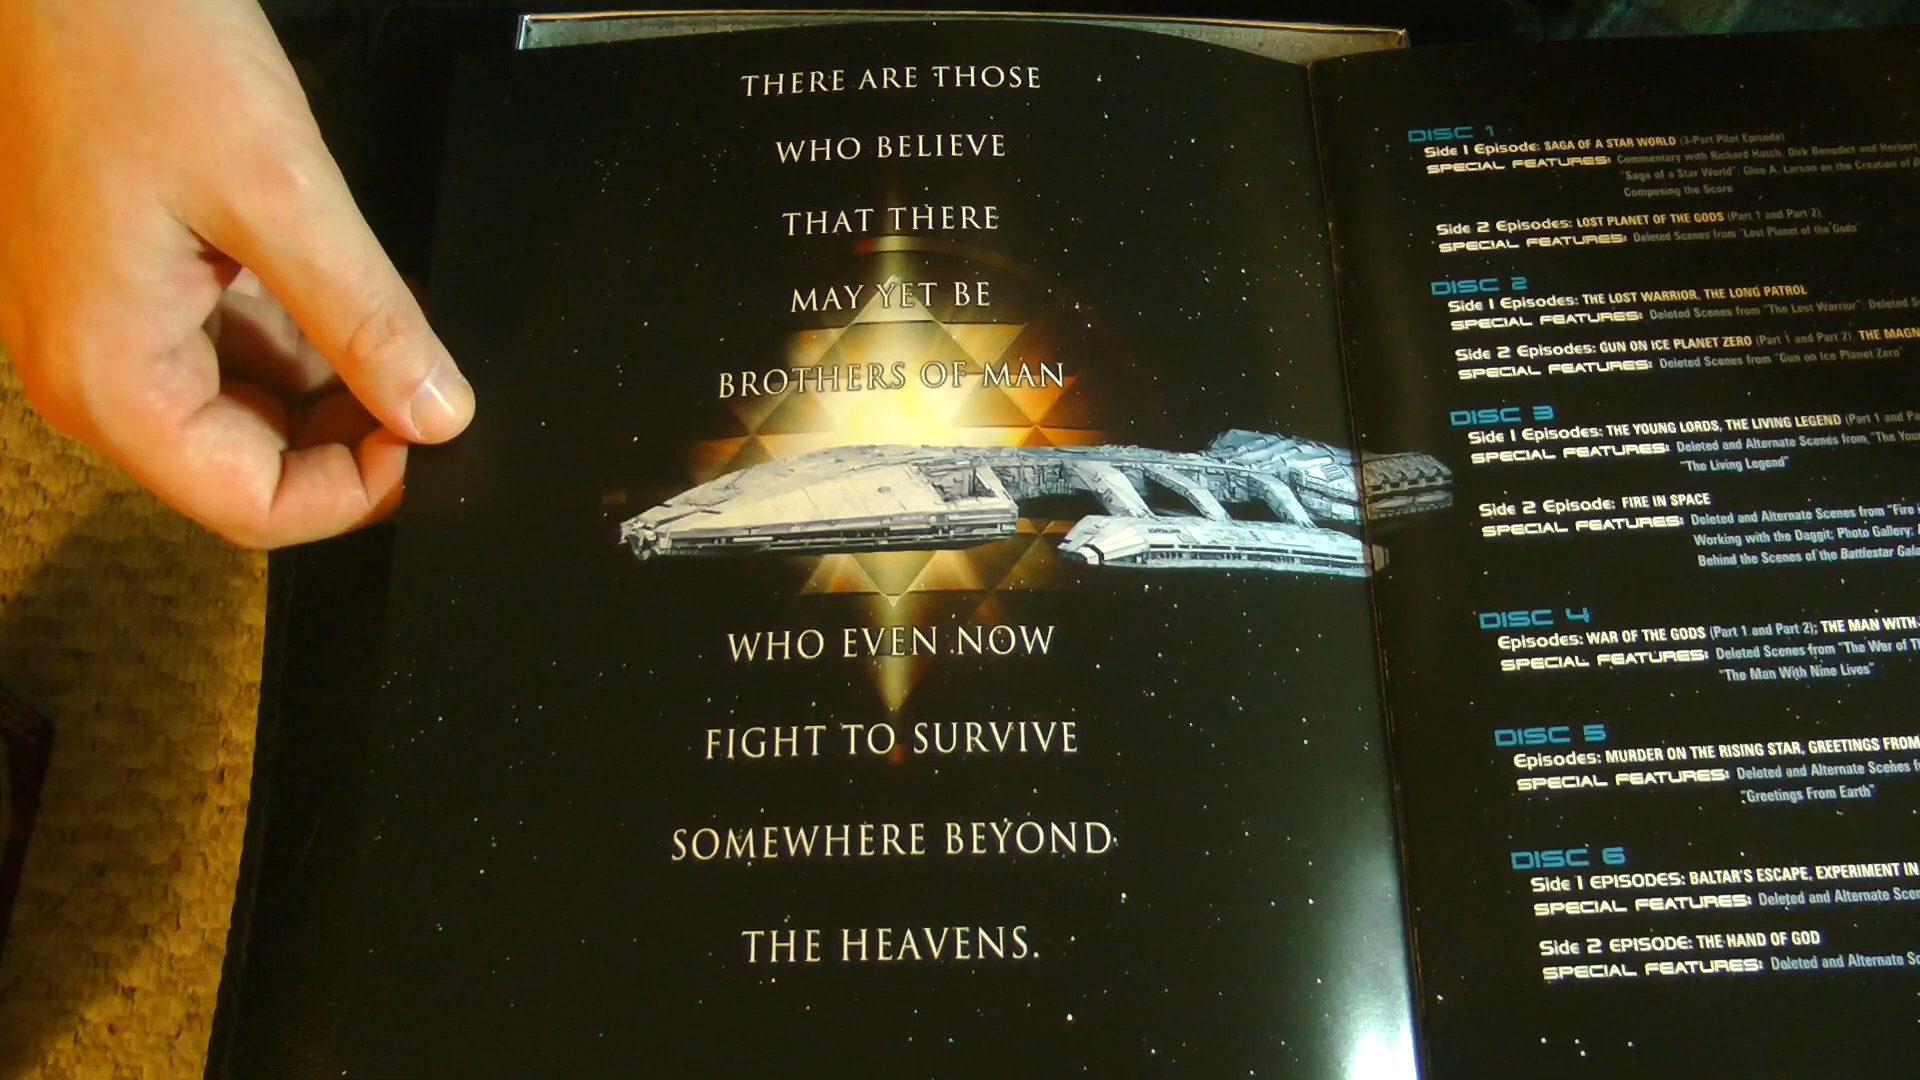 THERE ARE THOSE
WHO BELIEVE
THAT THERE
MAY YET BE
BROTHERS OF MAN
WHO EVEN NOW
FIGHT TO SURVIVE
SOMEWHERE BEYOND
THE HEAVENS.
DISC 1
Side 1 Episode: SAGA OF A STAR WORLD (3-Part Pilot Episode)
SPECIAL FEATURES: Commentary with Richard Hatch, Dirk Benedict and Herbert
"Saga of a Star World"; Glen A. Larson on the Creation of
Composing the Score
Side 2 Episodes: LOST PLANET OF THE GODS (Part 1 and Part 2)
SPECIAL FEATURES: Deleted Scenes from "Lost Planet of the Gods"
DISC 2
Side 1 Episodes: THE LOST WARRIOR, THE LONG PATROL
SPECIAL FEATURES: Deleted Scenes from "The Lost Warrior"; Deleted
Side 2 Episodes: GUN ON ICE PLANET ZERO (Part 1 and Part 2), THE
SPECIAL FEATURES: Deleted Scenes from "Gun on Ice Planet Zero"
DISC 3
Side 1 Episodes: THE YOUNG LORDS, THE LIVING LEGEND (Part 1 and
SPECIAL FEATURES: Deleted and Alternate Scenes from "The
"The Living Legend"
Side 2 Episode: FIRE IN SPACE
SPECIAL FEATURES: Deleted and Alternate Scenes from "Fire
Working with the Daggit; Photo Gallery;
Behind the Scenes of the Battlestar
DISC 4
Episodes: WAR OF THE GODS (Part 1 and Part 2); THE MAN WITH
SPECIAL FEATURES: Deleted Scenes from "The War of
"The Man With Nine Lives"
DISC 5
Episodes: MURDER ON THE RISING STAR, GREETINGS FROM
SPECIAL FEATURES: Deleted and Alternate Scenes
"Greetings From Earth"
DISC 6
Side 1 EPISODES: BALTAR'S ESCAPE, EXPERIMENT IN
SPECIAL FEATURES: Deleted and Alternate
Side 2 EPISODE: THE HAND OF GOD
SPECIAL FEATURES: Deleted and Alternate